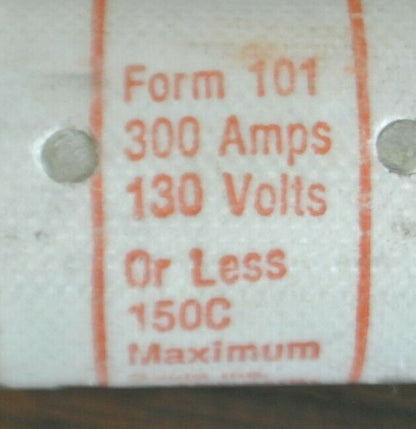 Form 101
300 Amps
130 Volts
Or Less
150C
Maximum